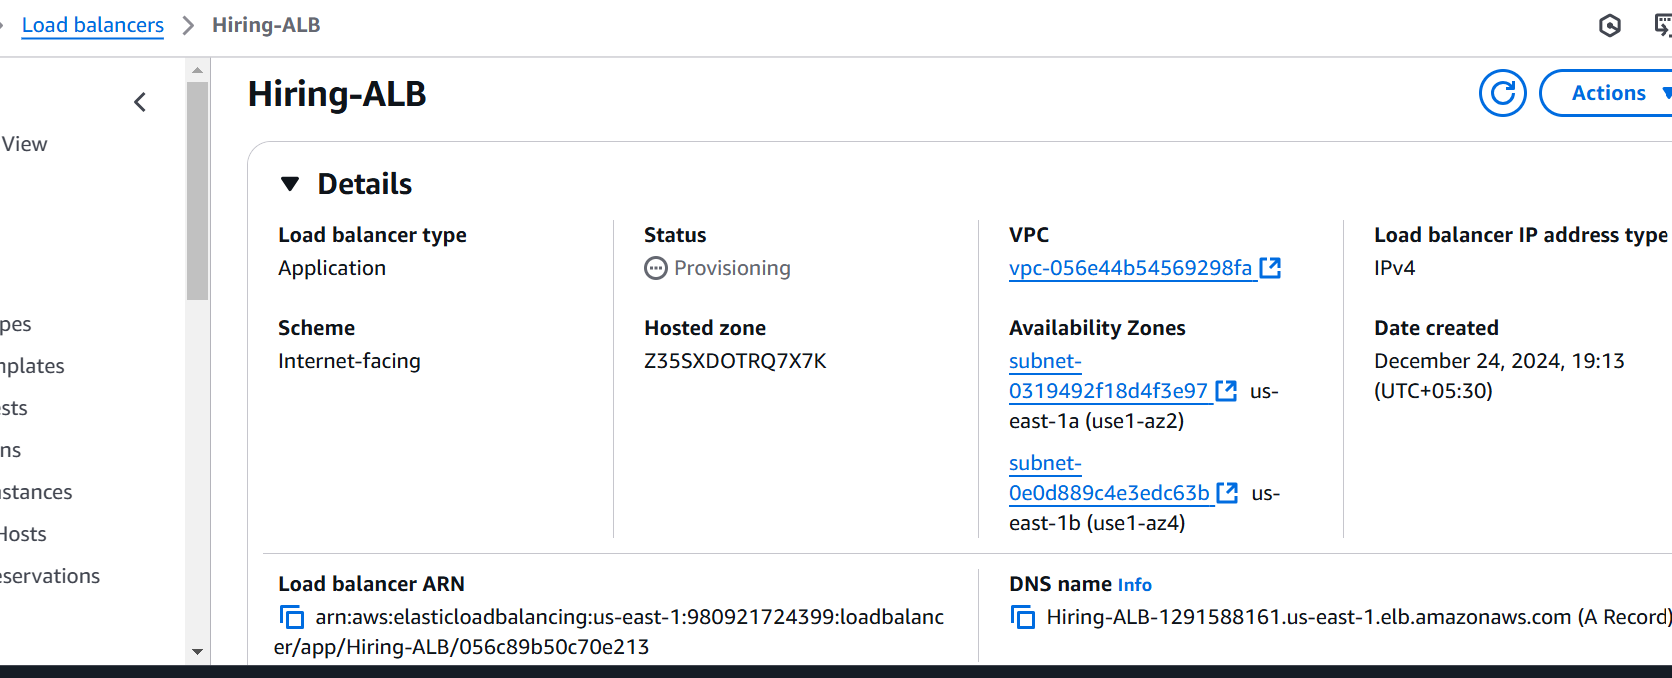 Load balancers > Hiring-ALB
Hiring-ALB
Actions
View
Details
Load balancer type
Application
Status
Provisioning
VPC
vpc-056e44b54569298fa
Load balancer IP address type
IPv4
Scheme
Internet-facing
Hosted zone
Z35SXDOTRQ7X7K
Availability Zones
subnet-
0319492f18d4f3e97 us-
east-1a (use1-az2)
subnet-
0e0d889c4e3edc63b us-
east-1b (use1-az4)
Date created
December 24, 2024, 19:13
(UTC+05:30)
pes
mplates
ests
ns
nstances
Hosts
eservations
Load balancer ARN
arn:aws:elasticloadbalancing:us-east-1:980921724399:loadbalanc
er/app/Hiring-ALB/056c89b50c70e213
DNS name Info
Hiring-ALB-1291588161.us-east-1.elb.amazonaws.com (A Record)